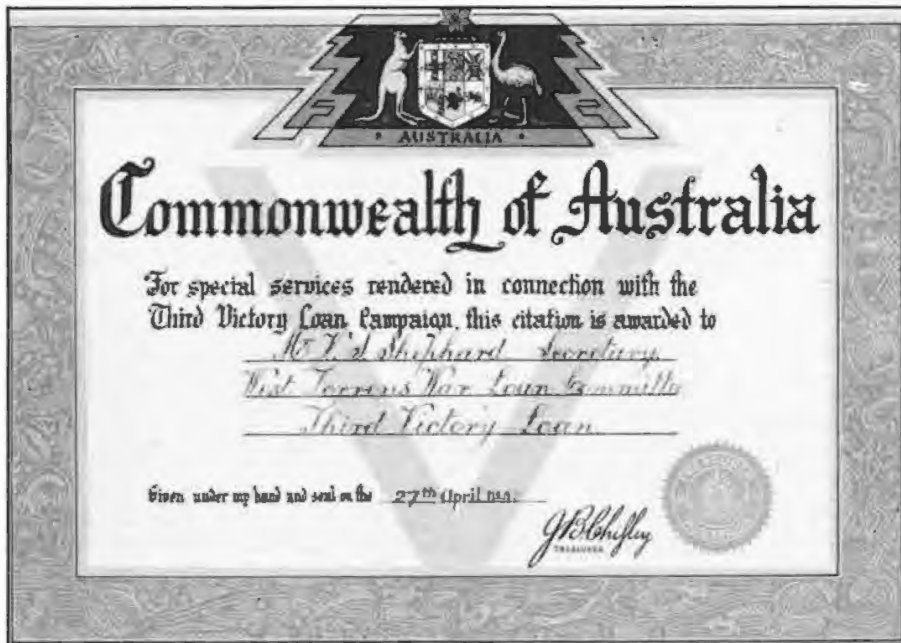 AUSTRALIA
Commonwealth of Australia
For special services rendered in connection with the
Third Victory Loan Campaign, this citation is awarded to
Mr Shephard Secretary
West Torrens War Loan Committee
Third Victory Loan
Given under my hand and seal on the 27th April
J B Chifley
TREASURER